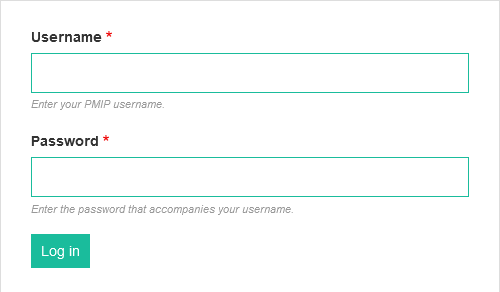 Username *
Enter your PMIP username.
Password *
Enter the password that accompanies your username.
Log in